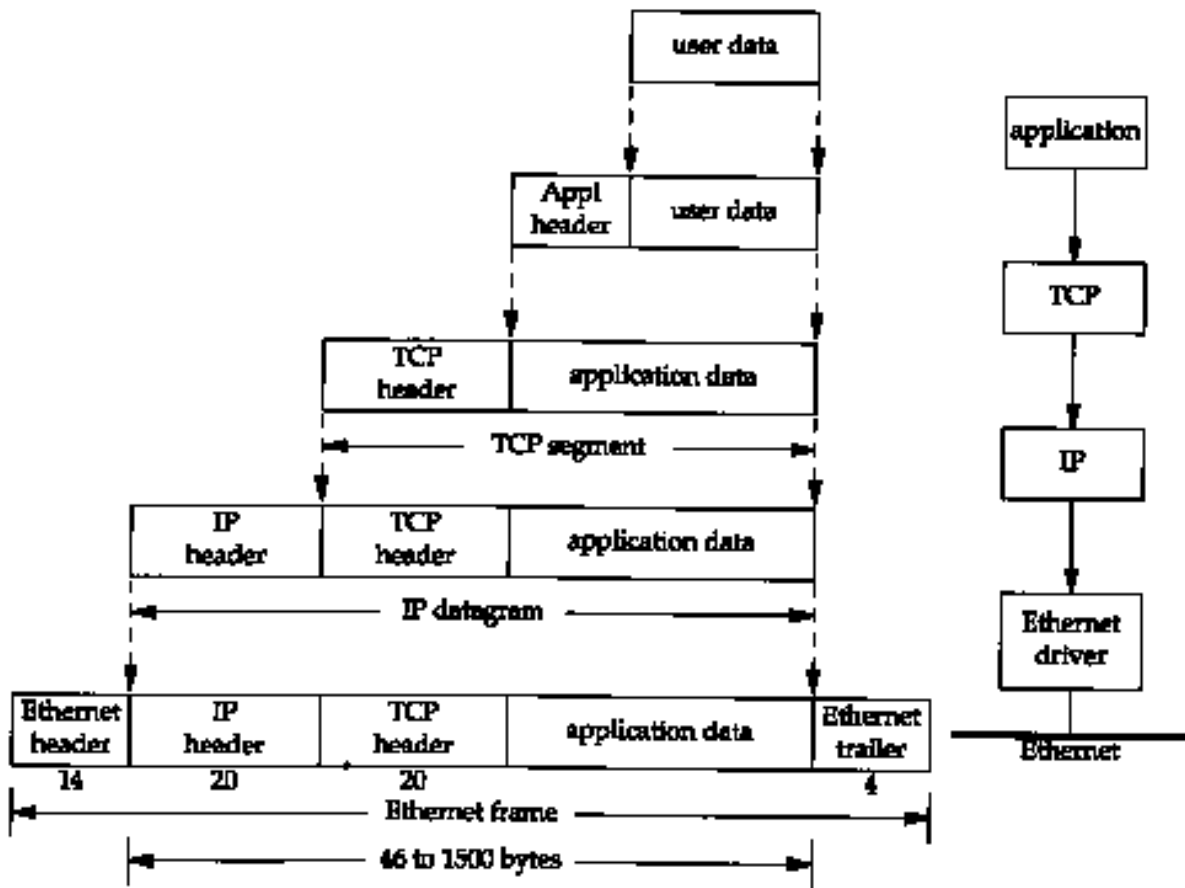 user data
application
Appl
header
user data
TCP
TCP
header
application data
TCP segment
IP
IP
header
TCP
header
application data
IP datagram
Ethernet
driver
Ethernet
header
IP
header
TCP
header
application data
Ethernet
trailer
Ethernet
14
20
20
4
Ethernet frame
46 to 1500 bytes